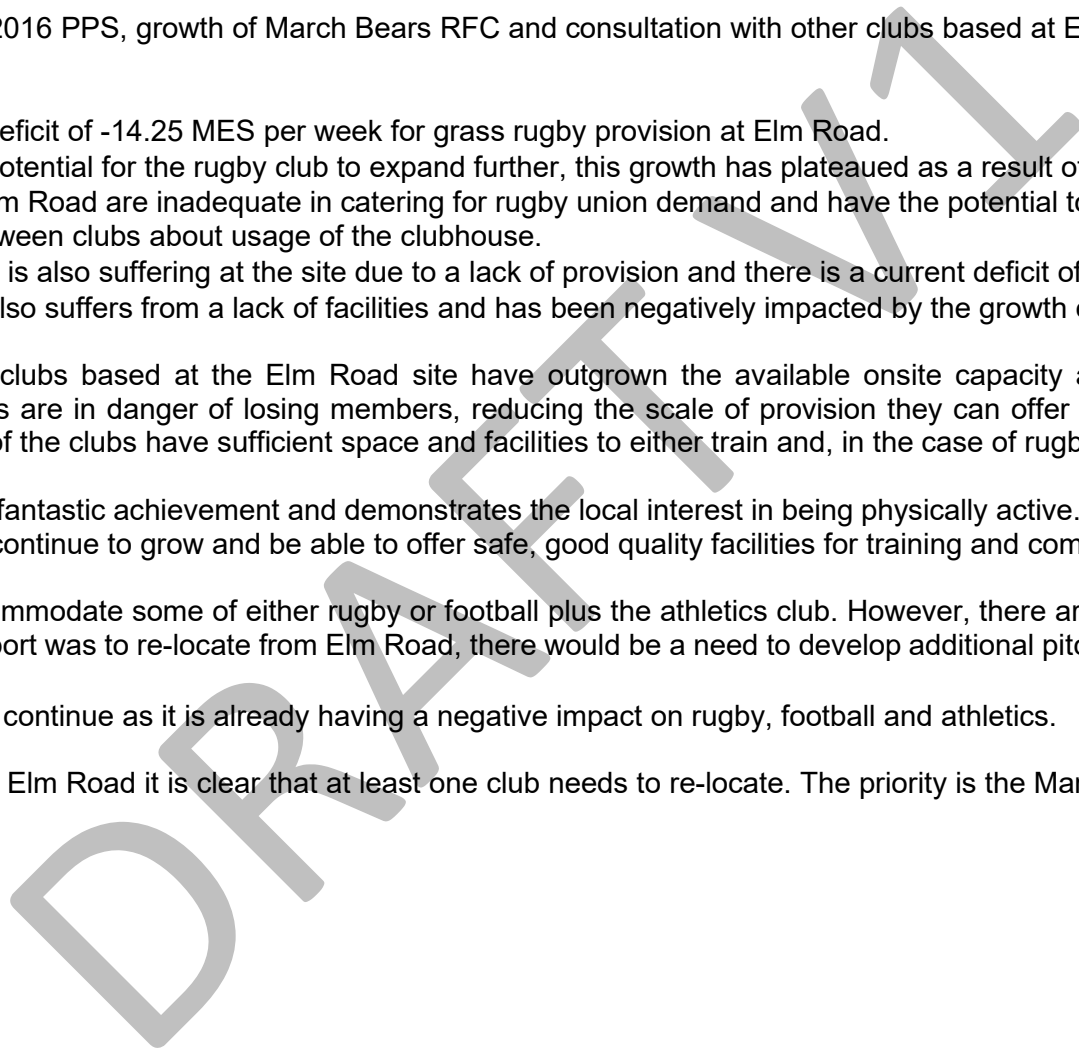 2016 PPS, growth of March Bears RFC and consultation with other clubs based at E
eficit of -14.25 MES per week for grass rugby provision at Elm Road.
otential for the rugby club to expand further, this growth has plateaued as a result o
m Road are inadequate in catering for rugby union demand and have the potential to
ween clubs about usage of the clubhouse.
is also suffering at the site due to a lack of provision and there is a current deficit of
lso suffers from a lack of facilities and has been negatively impacted by the growth
clubs based at the Elm Road site have outgrown the available onsite capacity a
s are in danger of losing members, reducing the scale of provision they can offer
of the clubs have sufficient space and facilities to either train and, in the case of rugb
fantastic achievement and demonstrates the local interest in being physically active.
continue to grow and be able to offer safe, good quality facilities for training and com
mmodate some of either rugby or football plus the athletics club. However, there ar
port was to re-locate from Elm Road, there would be a need to develop additional pitc
continue as it is already having a negative impact on rugby, football and athletics.
Elm Road it is clear that at least one club needs to re-locate. The priority is the Mar
DRAFT V1